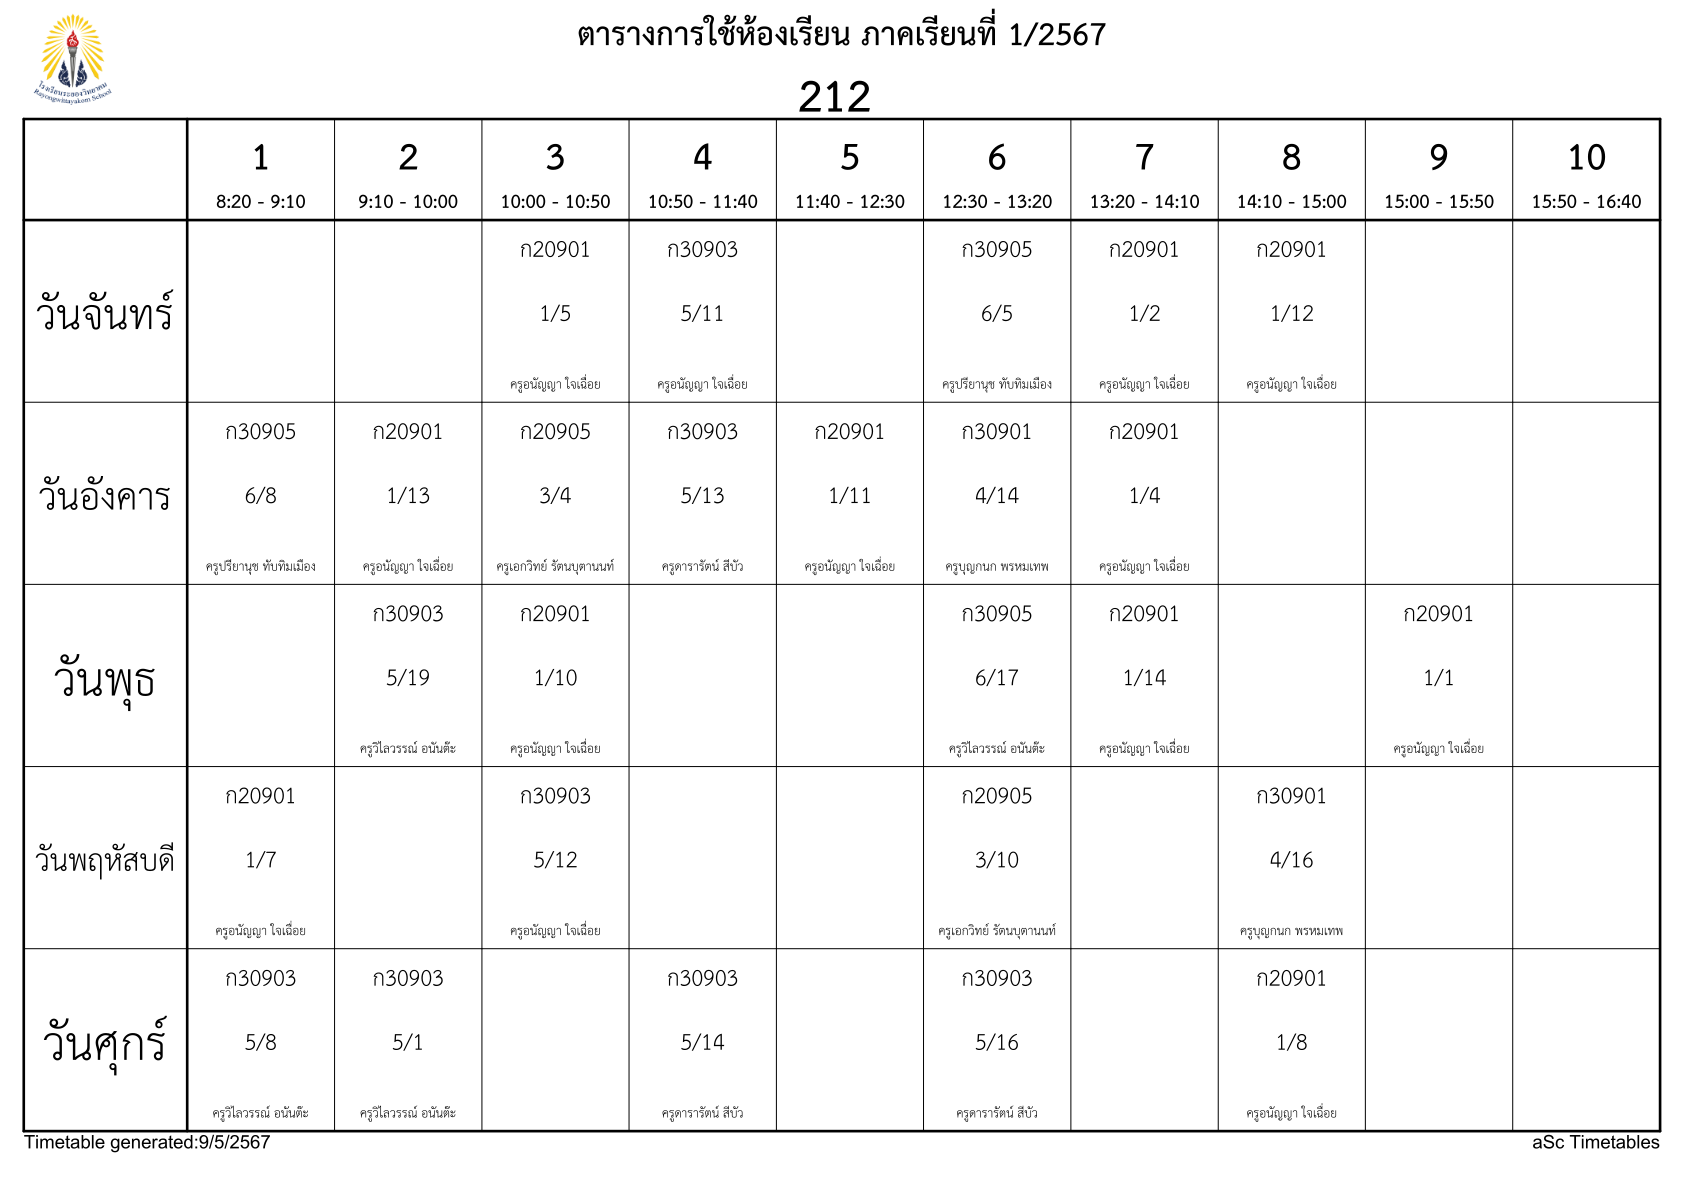 ตารางการใช้ห้องเรียน ภาคเรียนที่ 1/2567
โรงเรียนระยองวิทยาคม
Rayongwittayakom School
212
1 2 3 4 5 6 7 8 9 10
8:20 - 9:10 9:10 - 10:00 10:00 - 10:50 10:50 - 11:40 11:40 - 12:30 12:30 - 13:20 13:20 - 14:10 14:10 - 15:00 15:00 - 15:50 15:50 - 16:40
วันจันทร์
ก20901 ก30903 ก30905 ก20901 ก20901
1/5 5/11 6/5 1/2 1/12
ครูอนัญญา ใจเฉื่อย ครูอนัญญา ใจเฉื่อย ครูปรียานุช ทับทิมเมือง ครูอนัญญา ใจเฉื่อย ครูอนัญญา ใจเฉื่อย
วันอังคาร
ก30905 ก20901 ก20905 ก30903 ก20901 ก30901 ก20901
6/8 1/13 3/4 5/13 1/11 4/14 1/4
ครูปรียานุช ทับทิมเมือง ครูอนัญญา ใจเฉื่อย ครูเอกวิทย์ รัตนบุตานนท์ ครูดารารัตน์ สีบัว ครูอนัญญา ใจเฉื่อย ครูบุญกนก พรหมเทพ ครูอนัญญา ใจเฉื่อย
วันพุธ
ก30903 ก20901 ก30905 ก20901 ก20901
5/19 1/10 6/17 1/14 1/1
ครูวิไลวรรณ์ อนันต๊ะ ครูอนัญญา ใจเฉื่อย ครูวิไลวรรณ์ อนันต๊ะ ครูอนัญญา ใจเฉื่อย ครูอนัญญา ใจเฉื่อย
วันพฤหัสบดี
ก20901 ก30903 ก20905 ก30901
1/7 5/12 3/10 4/16
ครูอนัญญา ใจเฉื่อย ครูอนัญญา ใจเฉื่อย ครูเอกวิทย์ รัตนบุตานนท์ ครูบุญกนก พรหมเทพ
วันศุกร์
ก30903 ก30903 ก30903 ก30903 ก20901
5/8 5/1 5/14 5/16 1/8
ครูวิไลวรรณ์ อนันต๊ะ ครูวิไลวรรณ์ อนันต๊ะ ครูดารารัตน์ สีบัว ครูดารารัตน์ สีบัว ครูอนัญญา ใจเฉื่อย
Timetable generated:9/5/2567 aSc Timetables